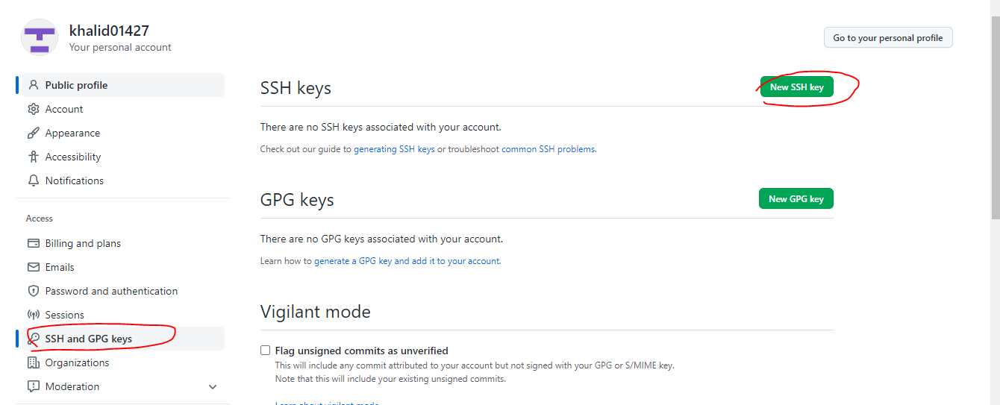 khalid01427
Your personal account
Go to your personal profile
Public profile
Account
Appearance
Accessibility
Notifications
Access
Billing and plans
Emails
Password and authentication
Sessions
SSH and GPG keys
Organizations
Moderation
SSH keys
New SSH key
There are no SSH keys associated with your account.
Check out our guide to generating SSH keys or troubleshoot common SSH problems.
GPG keys
New GPG key
There are no GPG keys associated with your account.
Learn how to generate a GPG key and add it to your account.
Vigilant mode
Flag unsigned commits as unverified
This will include any commit attributed to your account but not signed with your GPG or S/MIME key.
Note that this will include your existing unsigned commits.
Learn about vigilant mode